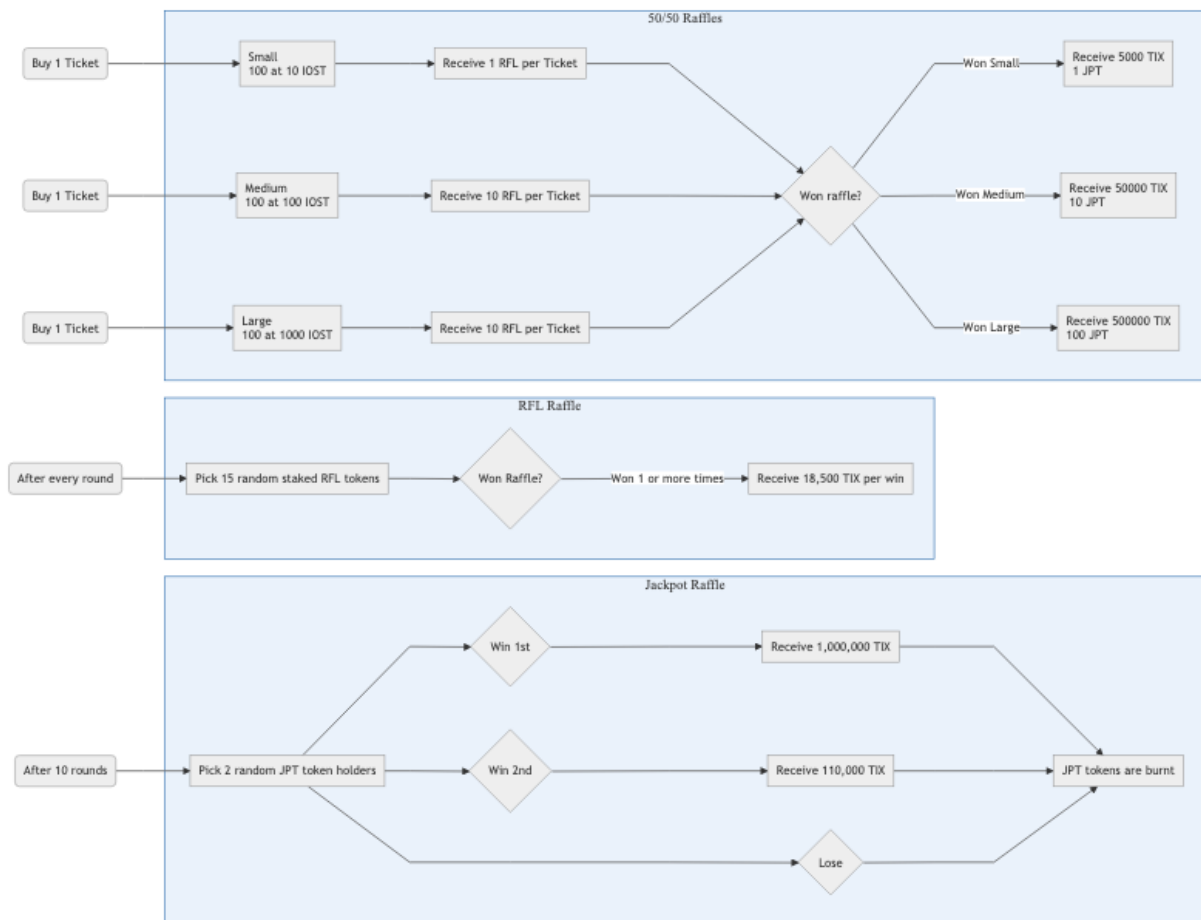 50/50 Raffles
Buy 1 Ticket
Small
100 at 10 IOST
Receive 1 RFL per Ticket
Won Small
Receive 5000 TIX
1 JPT
Buy 1 Ticket
Medium
100 at 100 IOST
Receive 10 RFL per Ticket
Won raffle?
Won Medium
Receive 50000 TIX
10 JPT
Buy 1 Ticket
Large
100 at 1000 IOST
Receive 10 RFL per Ticket
Won Large
Receive 500000 TIX
100 JPT
RFL Raffle
After every round
Pick 15 random staked RFL tokens
Won Raffle?
Won 1 or more times
Receive 18,500 TIX per win
Jackpot Raffle
Win 1st
Receive 1,000,000 TIX
After 10 rounds
Pick 2 random JPT token holders
Win 2nd
Receive 110,000 TIX
JPT tokens are burnt
Lose